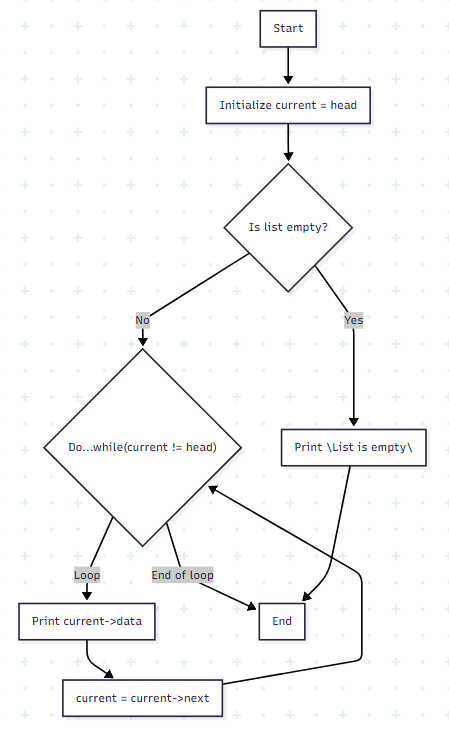 Start
Initialize current = head
Is list empty?
No
Yes
Do...while(current != head)
Print \List is empty\
Loop
End of loop
Print current->data
End
current = current->next